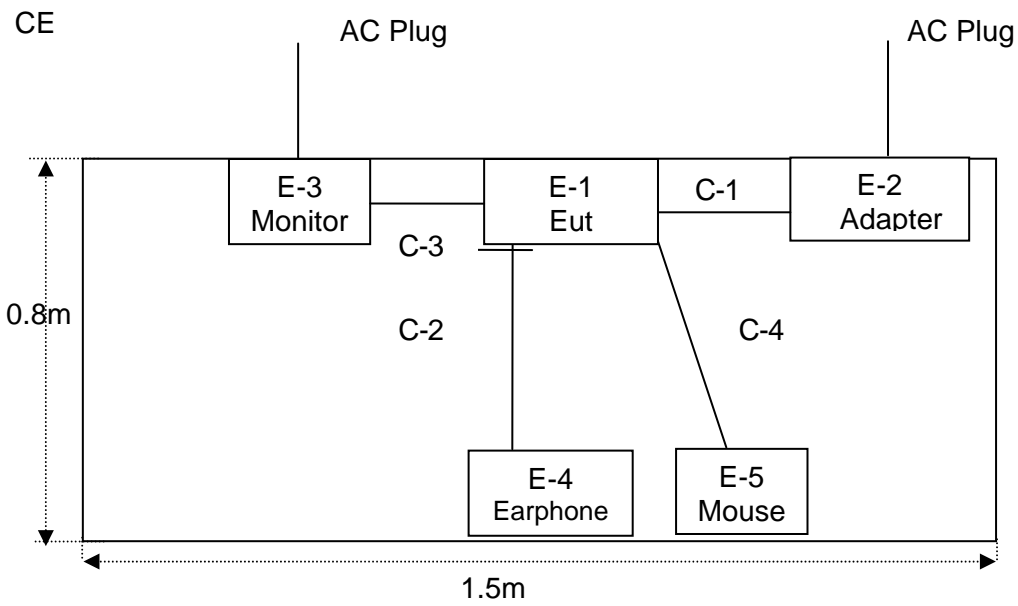 CE
AC Plug
AC Plug
E-3
Monitor
E-1
Eut
C-1
E-2
Adapter
C-3
0.8m
C-2
C-4
E-4
Earphone
E-5
Mouse
1.5m